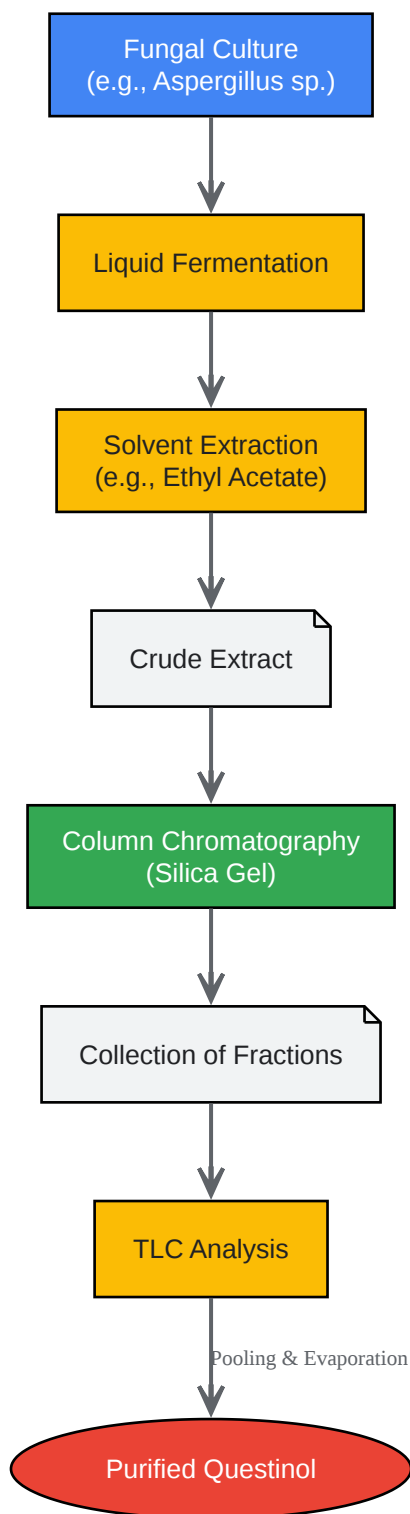 Fungal Culture
(e.g., Aspergillus sp.)
Liquid Fermentation
Solvent Extraction
(e.g., Ethyl Acetate)
Crude Extract
Column Chromatography
(Silica Gel)
Collection of Fractions
TLC Analysis
Pooling & Evaporation
Purified Questinol